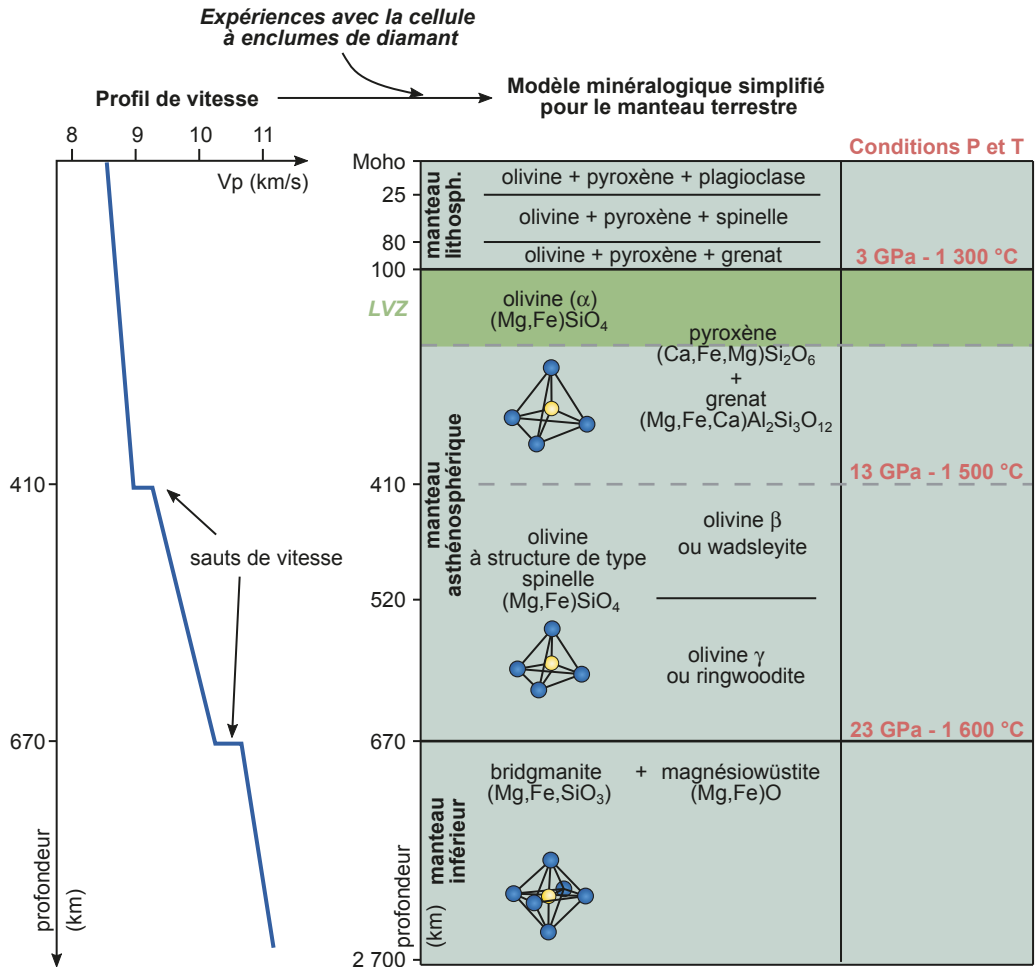 Expériences avec la cellule
à enclumes de diamant
Profil de vitesse
Modèle minéralogique simplifié
pour le manteau terrestre
8 9 10 11
Vp (km/s)
Conditions P et T
Moho
manteau
lithosph.
olivine + pyroxène + plagioclase
25
olivine + pyroxène + spinelle
80
olivine + pyroxène + grenat
3 GPa - 1 300 °C
100
LVZ
olivine (α)
(Mg,Fe)SiO₄
pyroxène
(Ca,Fe,Mg)Si₂O₆
+
grenat
(Mg,Fe,Ca)Al₂Si₃O₁₂
manteau
asthénosphérique
13 GPa - 1 500 °C
410
410
sauts de vitesse
olivine
à structure de type
spinelle
(Mg,Fe)SiO₄
olivine β
ou wadsleyite
520
olivine γ
ou ringwoodite
23 GPa - 1 600 °C
670
670
bridgmanite + magnésiowüstite
(Mg,Fe,SiO₃) (Mg,Fe)O
manteau
inférieur
profondeur
(km)
profondeur
(km)
2 700